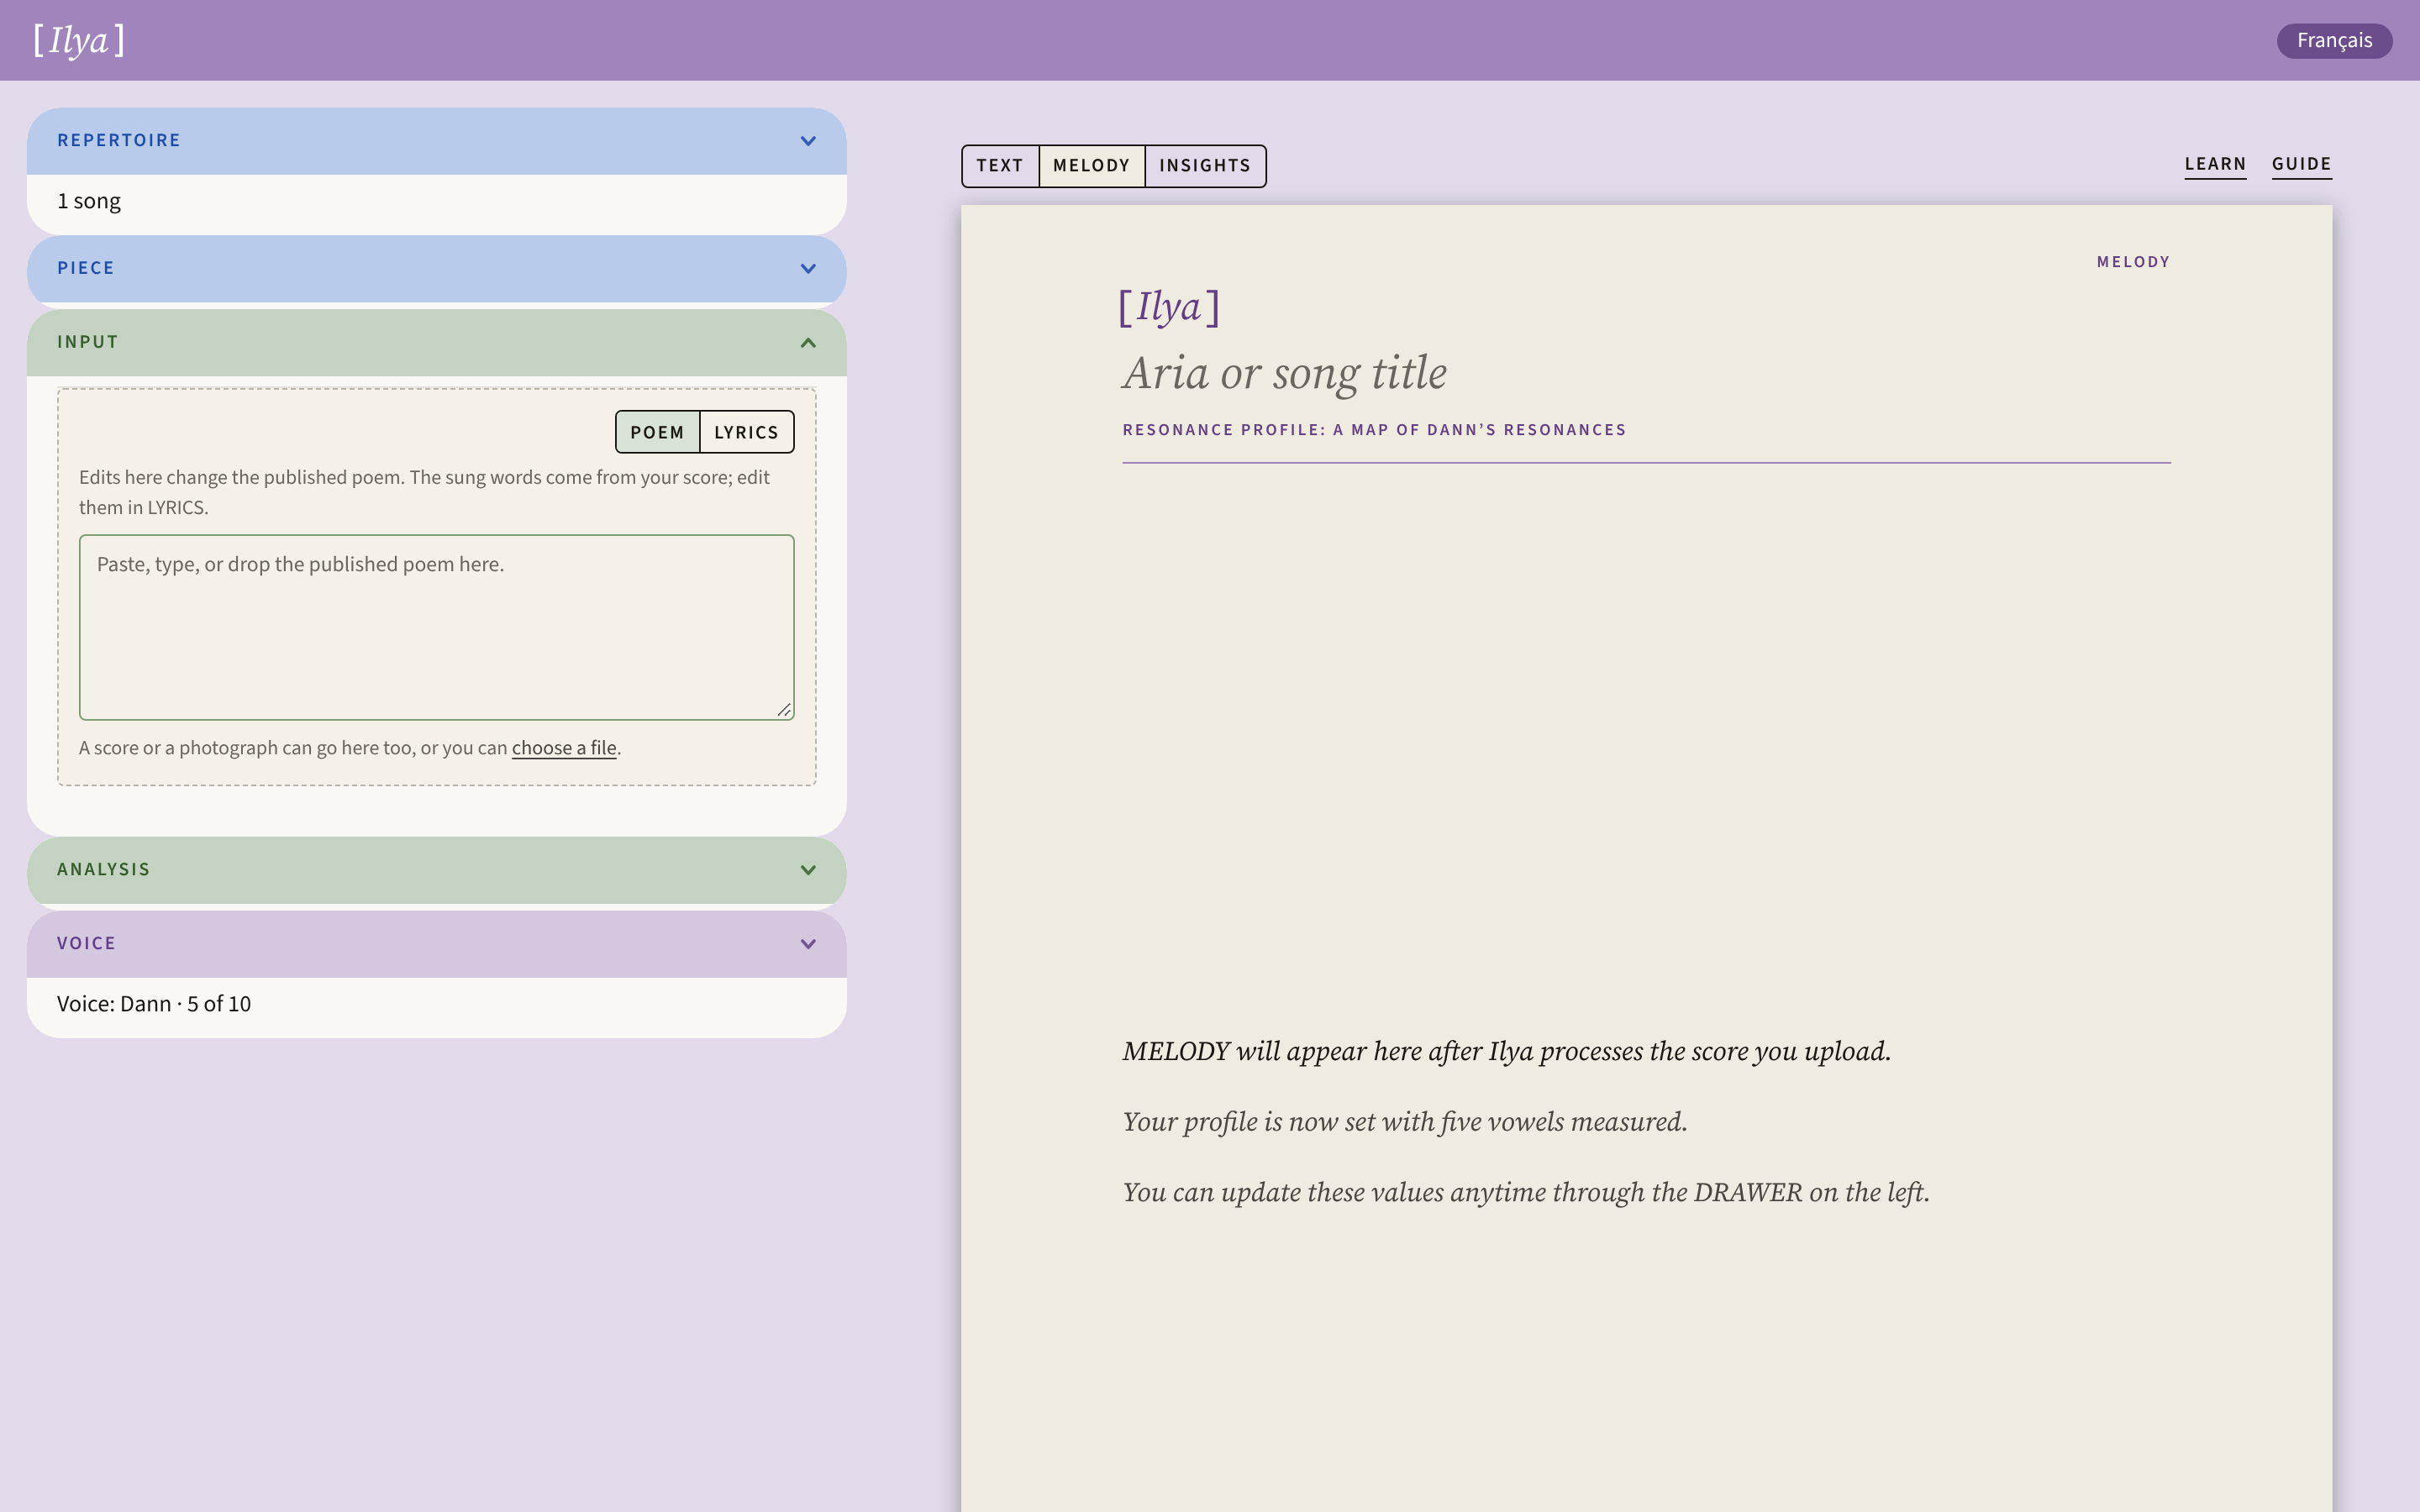 [Ilya]
Français
REPERTOIRE
1 song
PIECE
INPUT
POEM LYRICS
Edits here change the published poem. The sung words come from your score; edit
them in LYRICS.
Paste, type, or drop the published poem here.
A score or a photograph can go here too, or you can choose a file.
ANALYSIS
VOICE
Voice: Dann · 5 of 10
TEXT MELODY INSIGHTS
LEARN GUIDE
MELODY
[Ilya]
Aria or song title
RESONANCE PROFILE: A MAP OF DANN’S RESONANCES
MELODY will appear here after Ilya processes the score you upload.
Your profile is now set with five vowels measured.
You can update these values anytime through the DRAWER on the left.